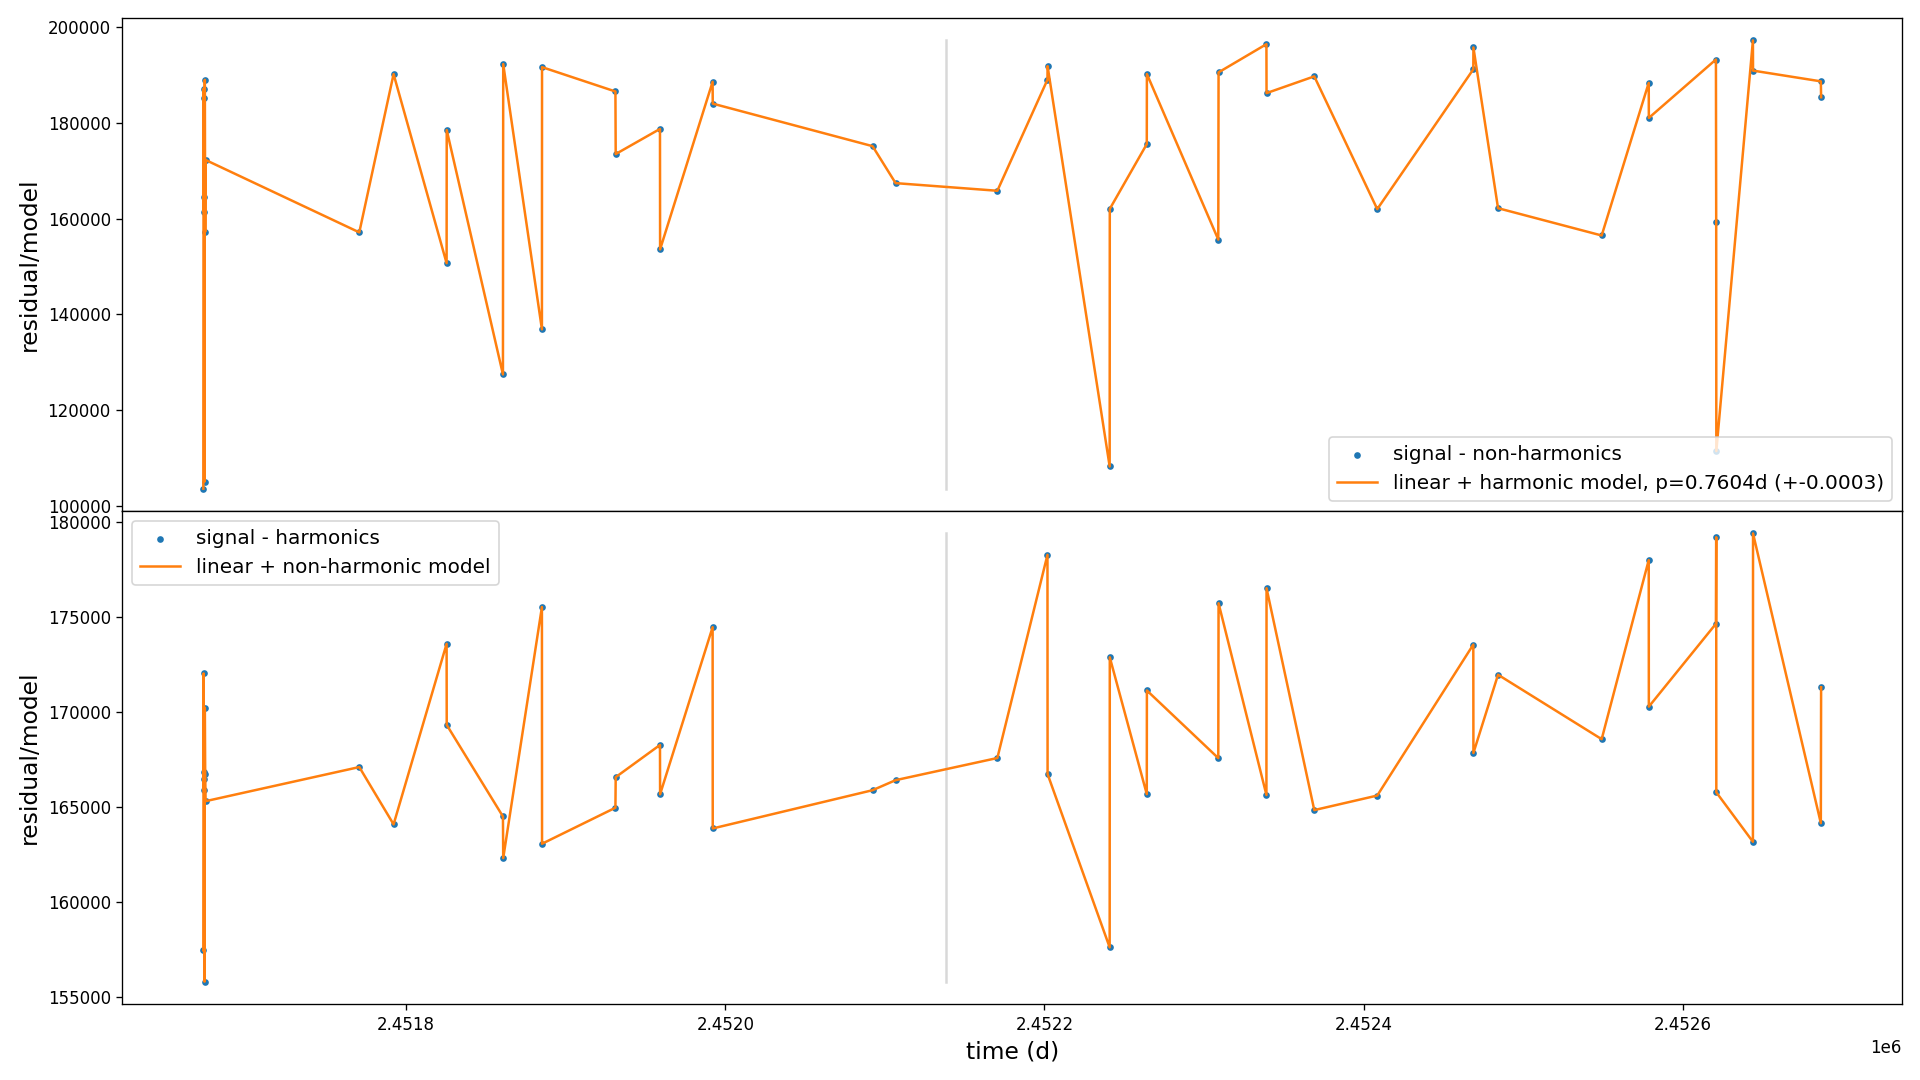 200000
180000
160000
140000
120000
100000
residual/model
signal - non-harmonics
linear + harmonic model, p=0.7604d (+-0.0003)
180000
175000
170000
165000
160000
155000
residual/model
signal - harmonics
linear + non-harmonic model
2.4518
2.4520
2.4522
2.4524
2.4526
1e6
time (d)